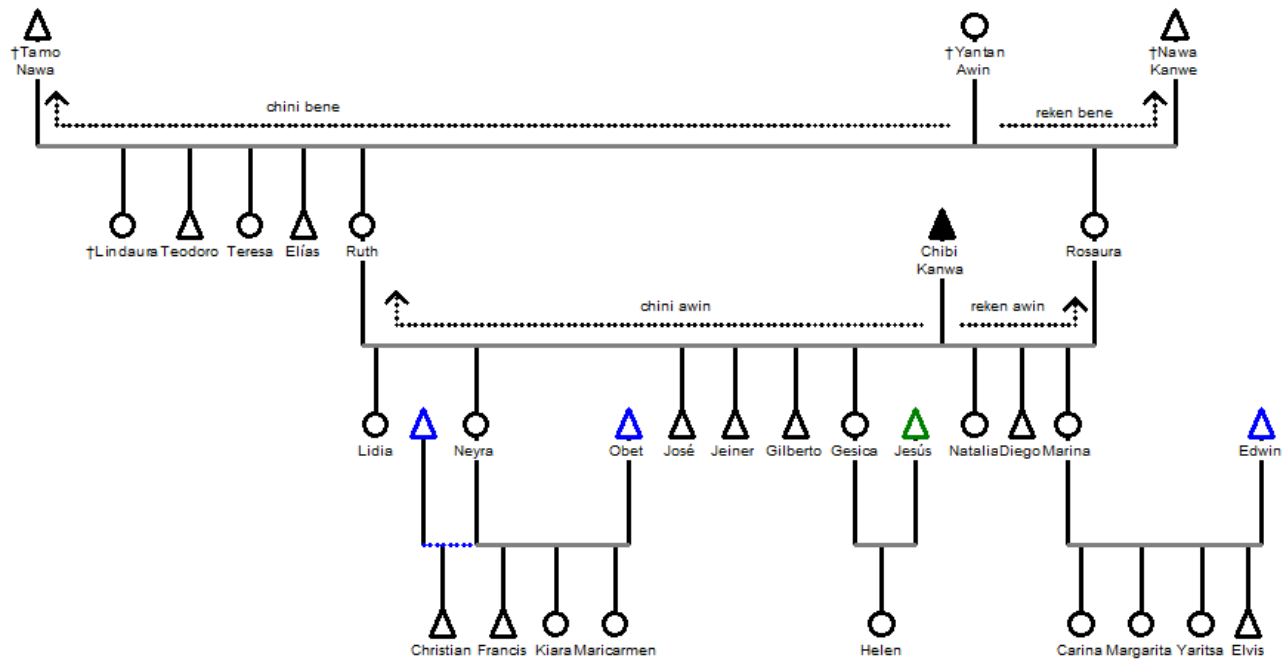 †Tamo
Nawa
†Yantan
Awin
†Nawa
Kanwe
chini bene
reken bene
†Lindaura
Teodoro
Teresa
Elías
Ruth
Chibi
Kanwa
Rosaura
chini awin
reken awin
Lidia
Neyra
Obet
José
Jeiner
Gilberto
Gesica
Jesús
Natalia
Diego
Marina
Edwin
Christian
Francis
Kiara
Maricarmen
Helen
Carina
Margarita
Yaritsa
Elvis